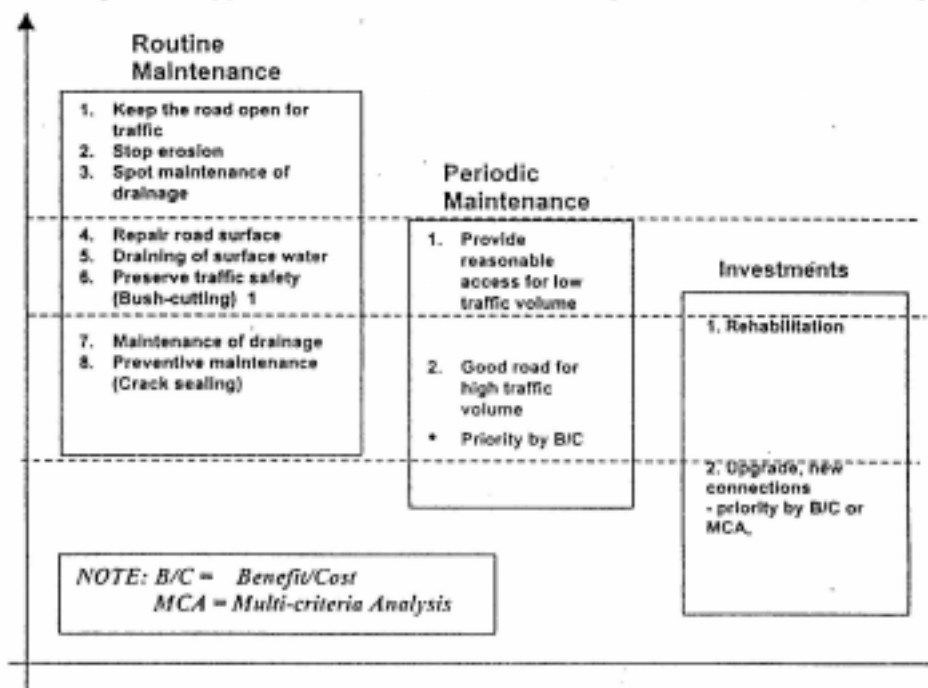 Routine
Maintenance
1. Keep the road open for
traffic
2. Stop erosion
3. Spot maintenance of
drainage
4. Repair road surface
5. Draining of surface water
6. Preserve traffic safety
(Bush-cutting) 1
7. Maintenance of drainage
8. Preventive maintenance
(Crack sealing)
Periodic
Maintenance
1. Provide
reasonable
access for low
traffic volume
2. Good road for
high traffic
volume
* Priority by B/C
Investments
1. Rehabilitation
2. Upgrade, new
connections
- priority by B/C or
MCA,
NOTE: B/C = Benefit/Cost
MCA = Multi-criteria Analysis